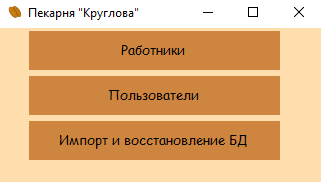 Пекарня "Круглова"
Работники
Пользователи
Импорт и восстановление БД